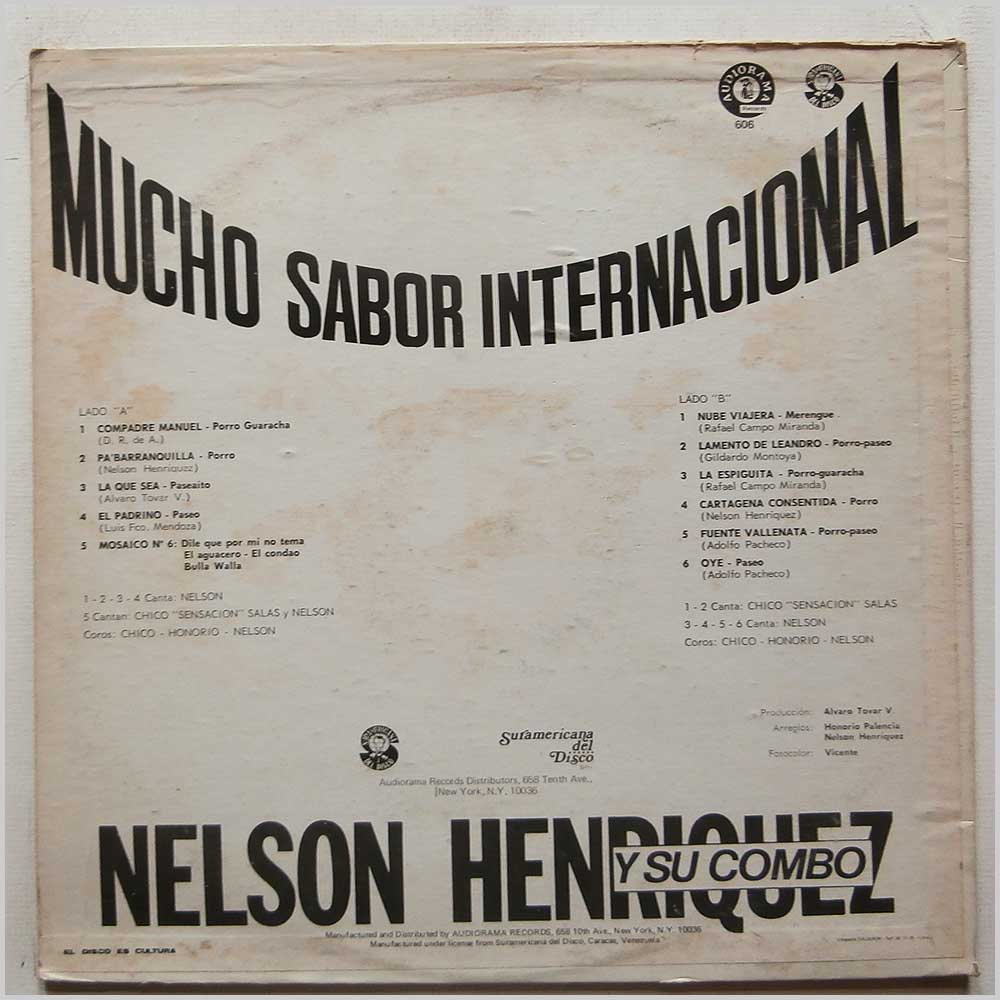 AUDIORAMA
Records
606
MUCHO SABOR INTERNACIONAL
LADO "A"
1 COMPADRE MANUEL - Porro Guaracha
(D. R. de A.)
2 PA'BARRANQUILLA - Porro
(Nelson Henriquez)
3 LA QUE SEA - Paseaito
(Alvaro Tovar V.)
4 EL PADRINO - Paseo
(Luis Fco. Mendoza)
5 MOSAICO Nº 6: Dile que por mi no tema
El aguacero - El condao
Bulla Walla
1 - 2 - 3 - 4 Canta: NELSON
5 Cantan: CHICO "SENSACION" SALAS y NELSON
Coros: CHICO - HONORIO - NELSON
LADO "B"
1 NUBE VIAJERA - Merengue .
(Rafael Campo Miranda)
2 LAMENTO DE LEANDRO - Porro-paseo
(Gildardo Montoya)
3 LA ESPIGUITA - Porro-guaracha
(Rafael Campo Miranda)
4 CARTAGENA CONSENTIDA - Porro
(Nelson Henriquez)
5 FUENTE VALLENATA - Porro-paseo
(Adolfo Pacheco)
6 OYE - Paseo
(Adolfo Pacheco)
1 - 2 Canta: CHICO "SENSACION" SALAS
3 - 4 - 5 - 6 Canta: NELSON
Coros: CHICO - HONORIO - NELSON
Producción: Alvaro Tovar V.
Arreglos: Honorio Palencia
Nelson Henriquez
Fotocolor: Vicente
Suramericana
del
Disco
Audiorama Records Distributors, 658 Tenth Ave.,
New York, N.Y. 10036
NELSON HENRIQUEZ
Y SU COMBO
Manufactured and Distributed by AUDIORAMA RECORDS, 658 10th Ave., New York, N.Y. 10036
Manufactured under license from Suramericana del Disco, Caracas, Venezuela
EL DISCO ES CULTURA